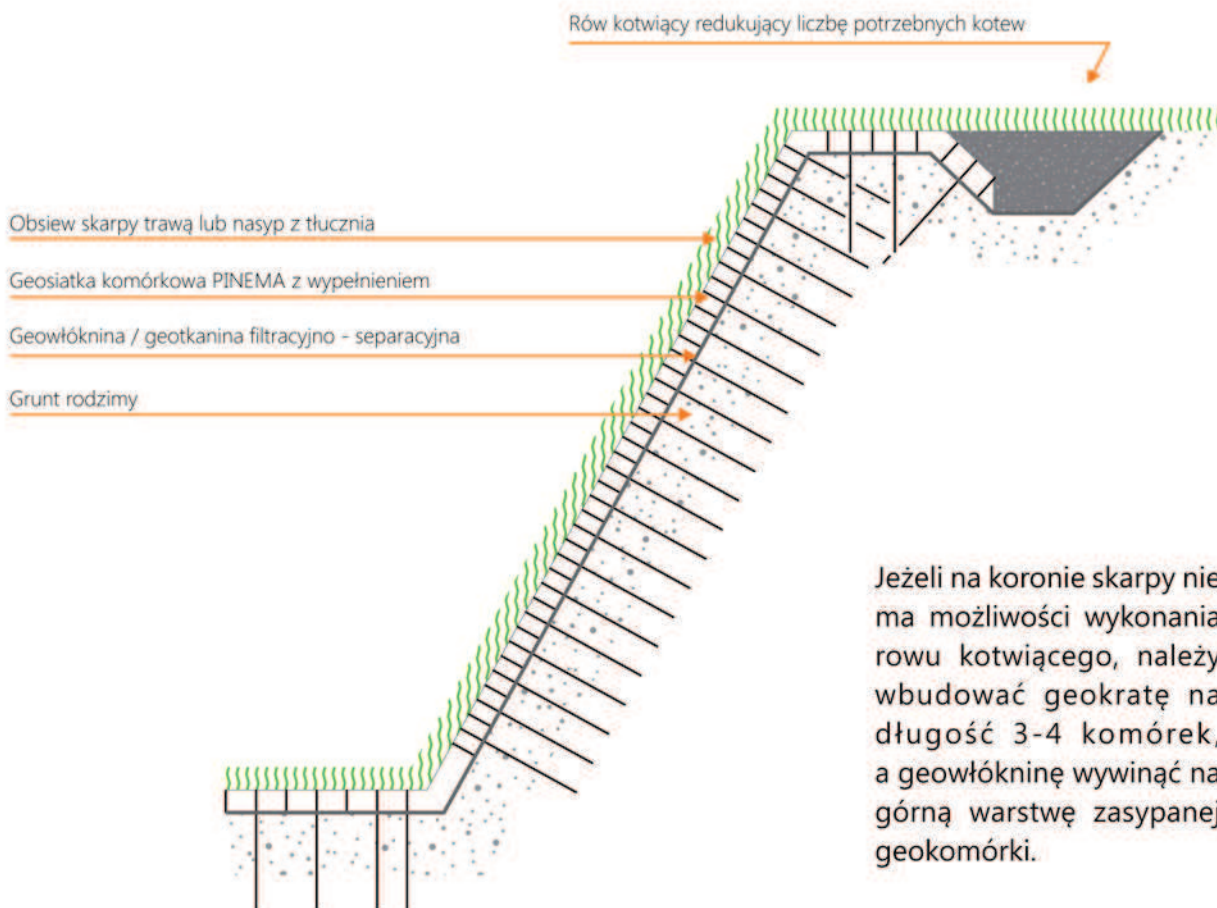 Rów kotwiący redukujący liczbę potrzebnych kotew
Obsiew skarpy trawą lub nasyp z tłucznia
Geosiatka komórkowa PINEMA z wypełnieniem
Geowłóknina / geotkanina filtracyjno - separacyjna
Grunt rodzimy
Jeżeli na koronie skarpy nie
ma możliwości wykonania
rowu kotwiącego, należy
wbudować geokratę na
długość 3-4 komórek,
a geowłókninę wywinąć na
górną warstwę zasypanej
geokomórki.